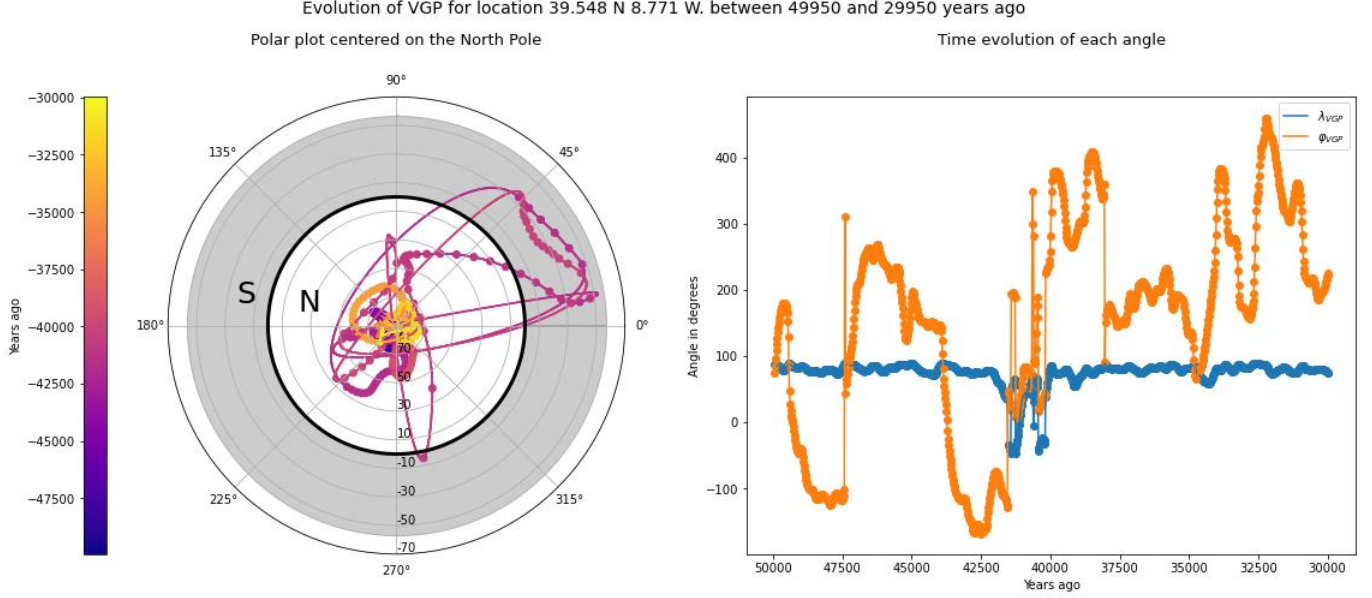 Evolution of VGP for location 39.548 N 8.771 W. between 49950 and 29950 years ago
Polar plot centered on the North Pole
Time evolution of each angle
Years ago
−30000
−32500
−35000
−37500
−40000
−42500
−45000
−47500
90°
135°
45°
180°
0°
225°
315°
270°
S
N
70
50
30
10
-10
-30
-50
-70
Angle in degrees
400
300
200
100
0
−100
λVGP
φVGP
50000 47500 45000 42500 40000 37500 35000 32500 30000
Years ago